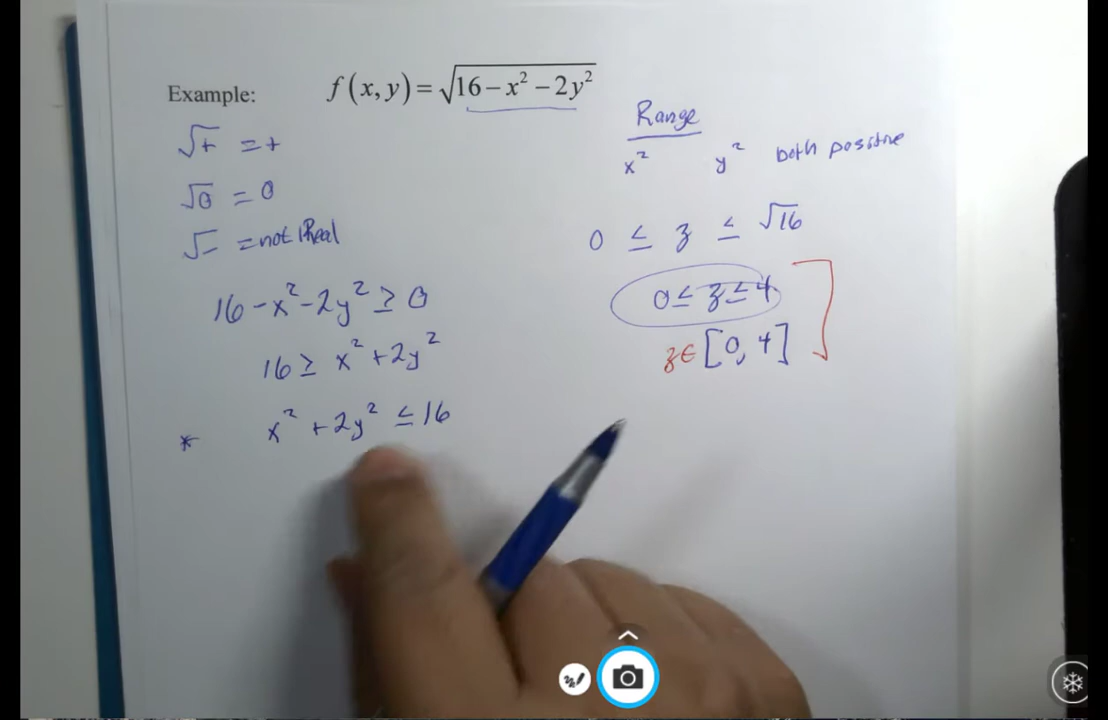 Example: f(x, y) = √(16 − x² − 2y²)
√+ = +
√0 = 0
√− = not Real
16 − x² − 2y² ≥ 0
16 ≥ x² + 2y²
* x² + 2y² ≤ 16
Range
x² y² both positive
0 ≤ z ≤ √16
0 ≤ z ≤ 4
z ∈ [0, 4]